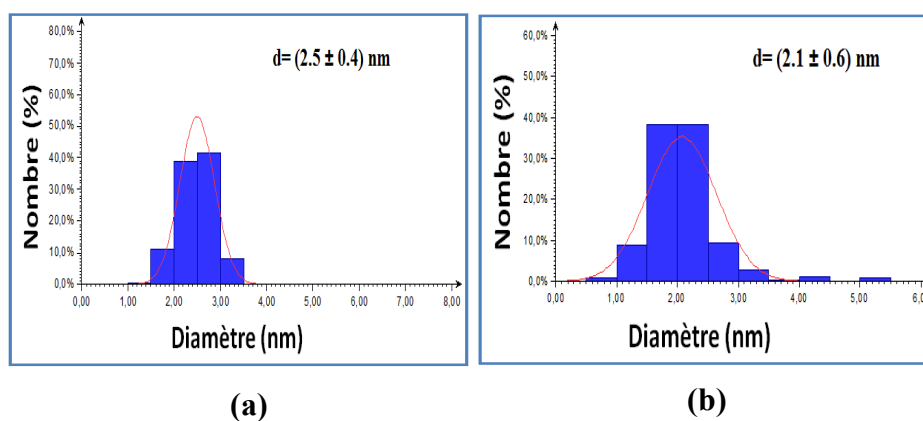 80,0%
70,0%
60,0%
50,0%
40,0%
30,0%
20,0%
10,0%
0,0%
Nombre (%)
d= (2.5 ± 0.4) nm
0,00 1,00 2,00 3,00 4,00 5,00 6,00 7,00 8,00
Diamètre (nm)
(a)
60,0%
50,0%
40,0%
30,0%
20,0%
10,0%
0,0%
Nombre (%)
d= (2.1 ± 0.6) nm
0,00 1,00 2,00 3,00 4,00 5,00
Diamètre (nm)
(b)